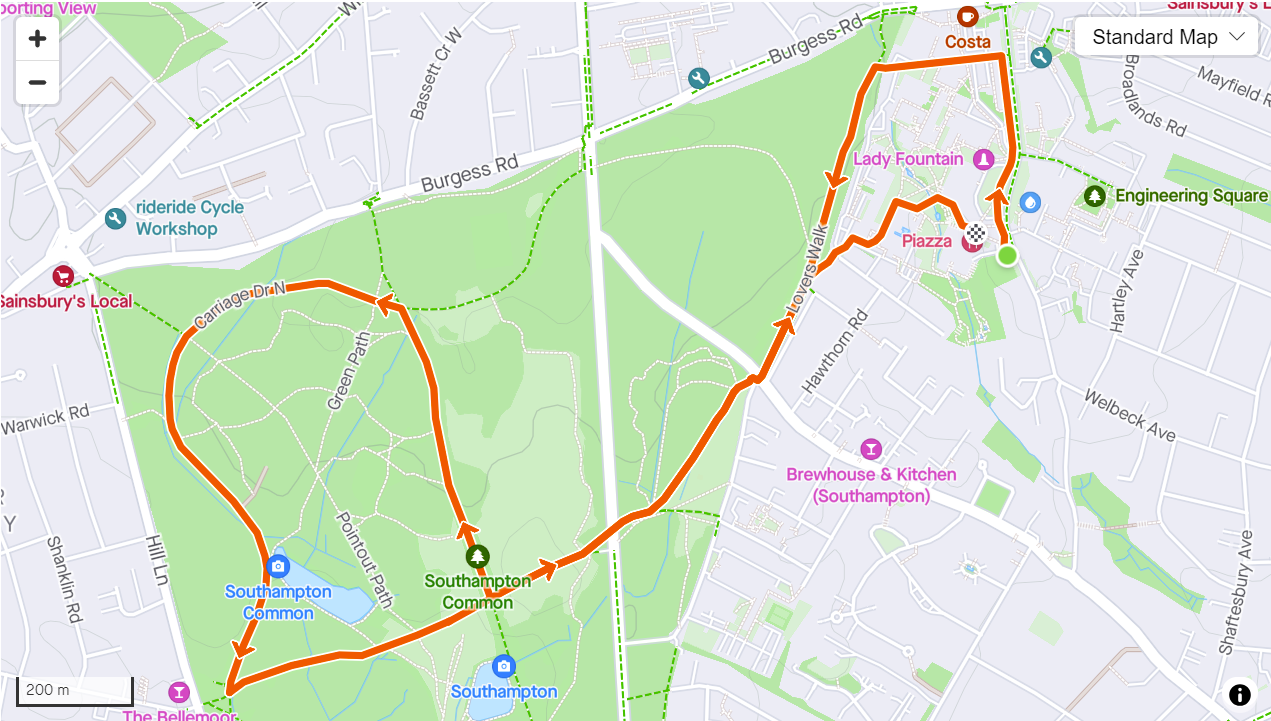 porting View
Sainsbury's L
Costa
Standard Map
Burgess Rd
Bassett Cr W
Broadlands Rd
Mayfield R
Lady Fountain
Burgess Rd
Engineering Square
rideride Cycle
Workshop
Piazza
Lovers Walk
Hartley Ave
Sainsbury's Local
Carriage Dr N
Green Path
Hawthorn Rd
Warwick Rd
Welbeck Ave
Brewhouse & Kitchen
(Southampton)
Y
Hill Ln
Shanklin Rd
Pointout Path
Southampton
Common
Southampton
Common
Shaftesbury Ave
Southampton
200 m
The Bellemoor